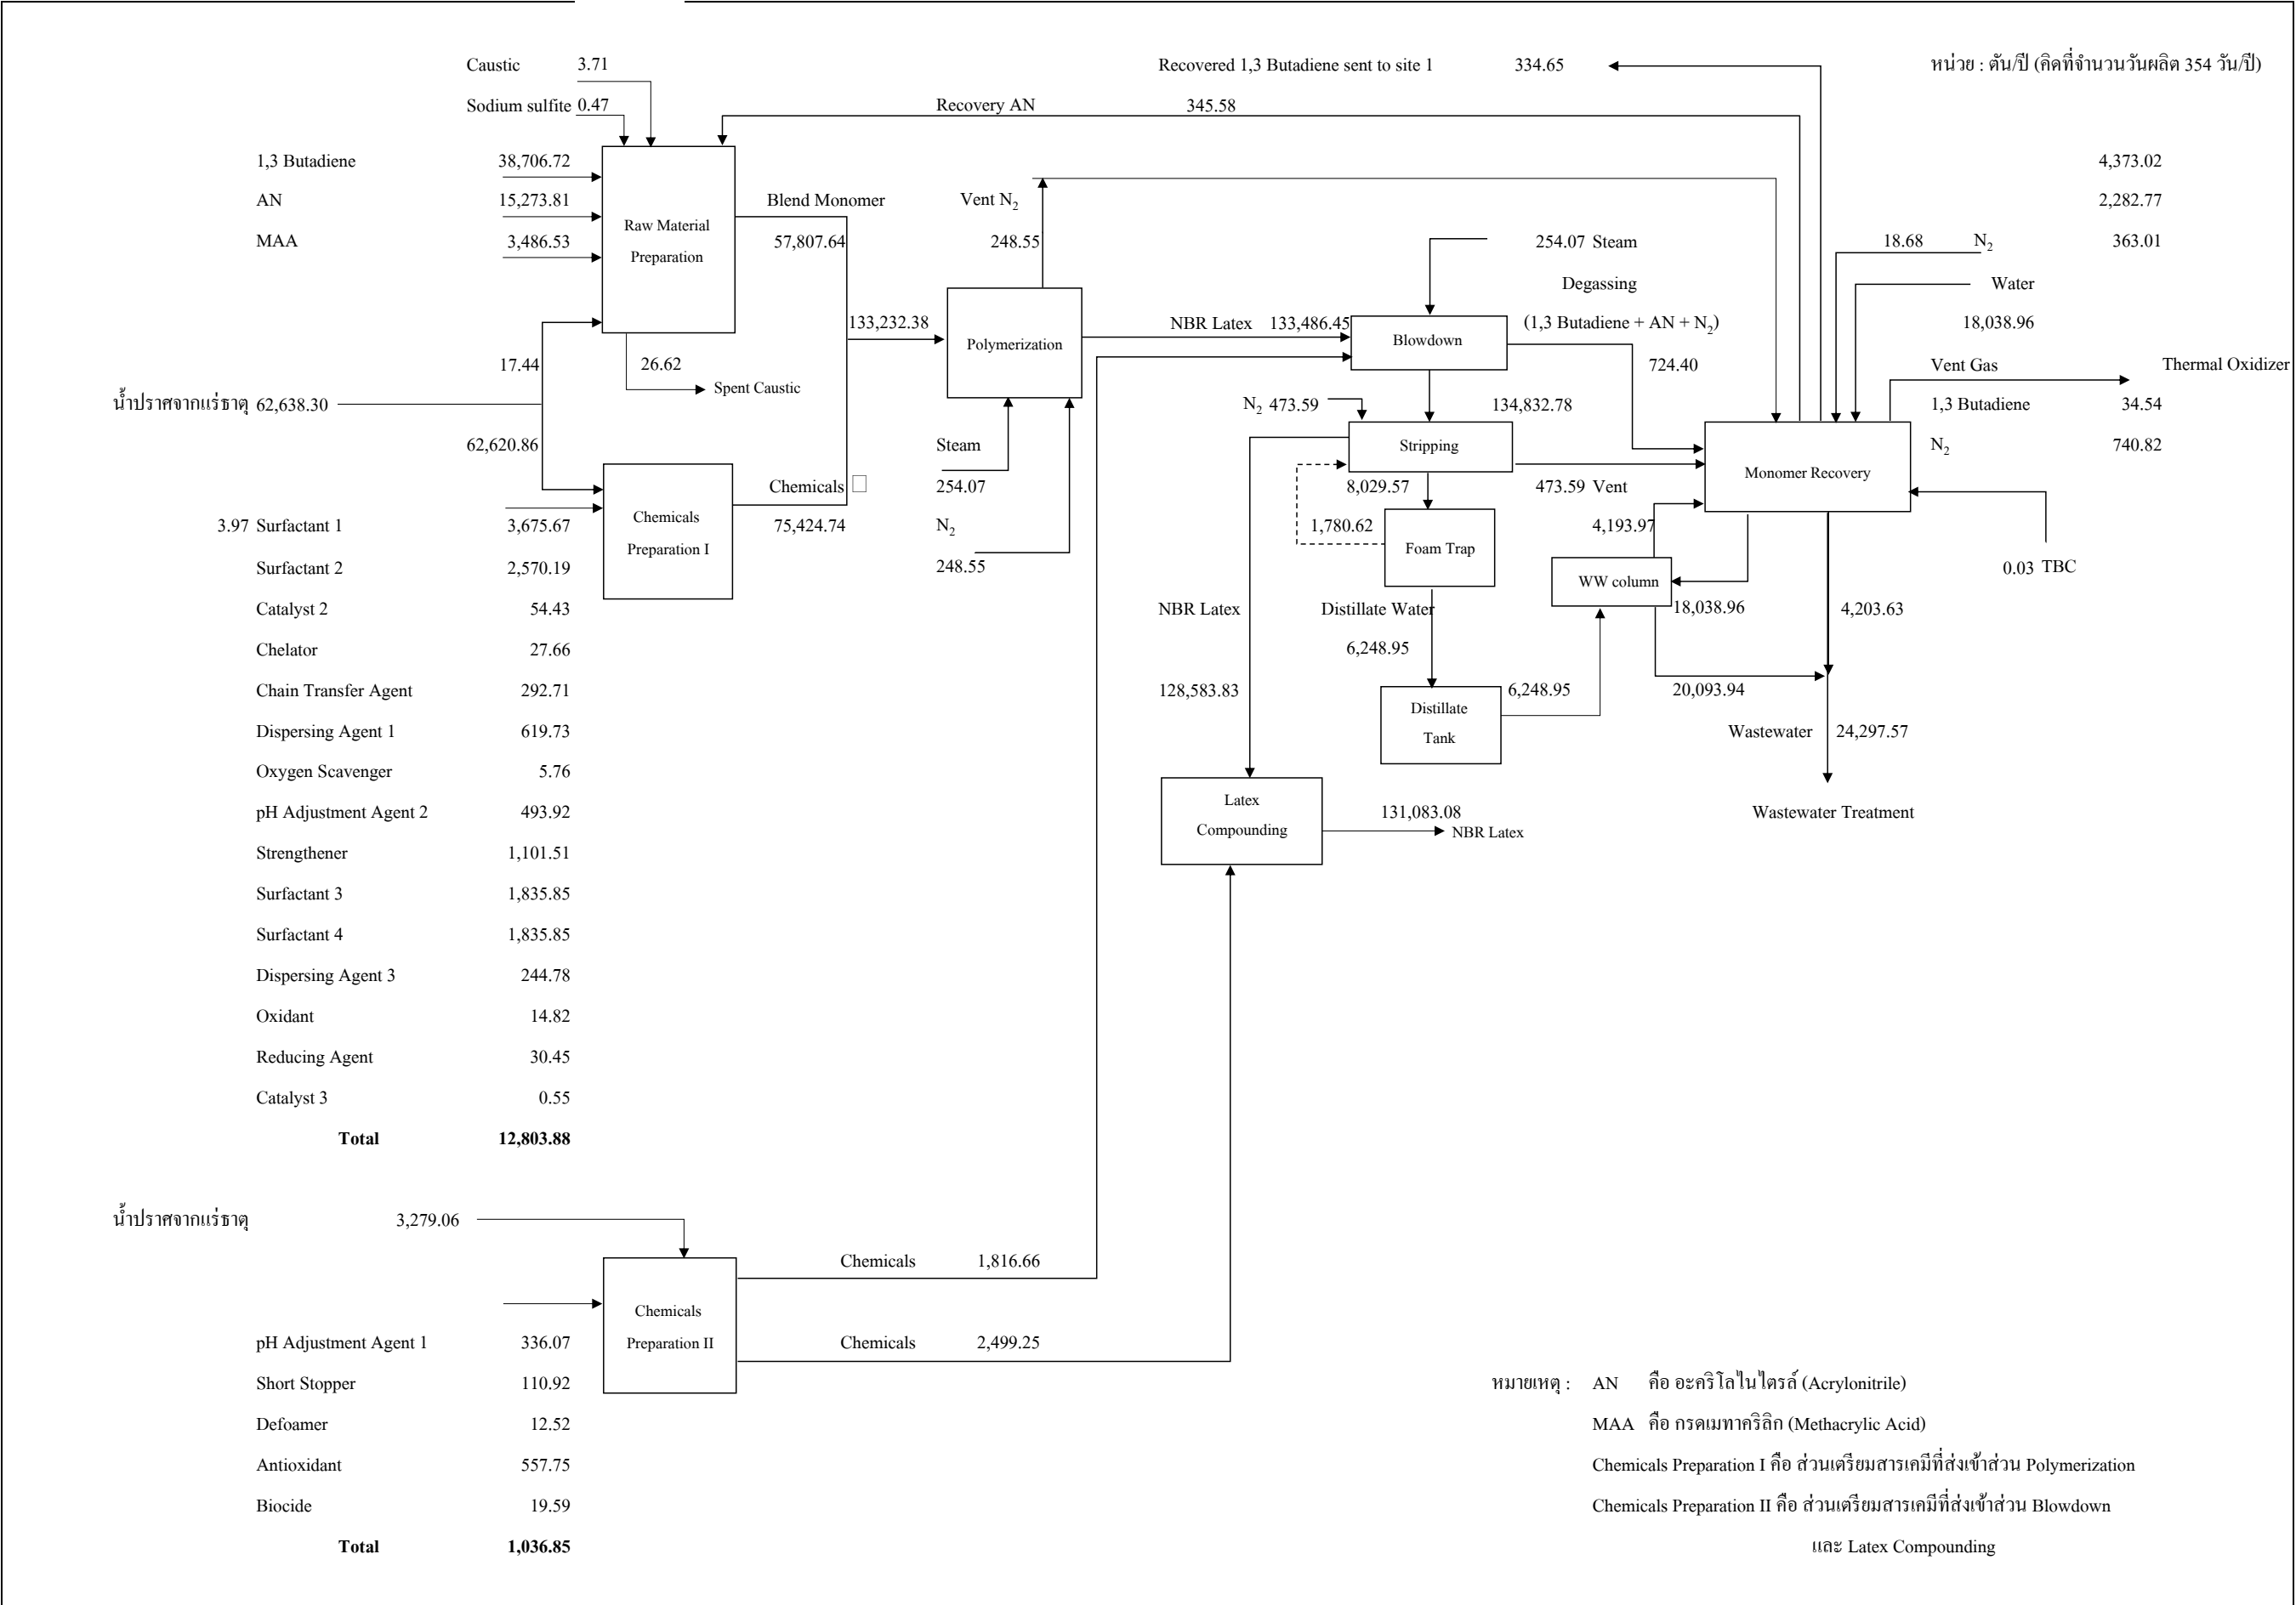 Caustic 3.71
Recovered 1,3 Butadiene sent to site 1 334.65
หน่วย : ตัน/ปี (คิดที่จำนวนวันผลิต 354 วัน/ปี)
Sodium sulfite 0.47
Recovery AN 345.58
1,3 Butadiene 38,706.72
4,373.02
AN 15,273.81
Blend Monomer
Vent N2
2,282.77
Raw Material
Preparation
MAA 3,486.53
57,807.64
248.55
254.07 Steam
18.68 N2
363.01
Degassing
Water
133,232.38
NBR Latex 133,486.45
(1,3 Butadiene + AN + N2)
18,038.96
Polymerization
Blowdown
17.44
26.62
724.40
Vent Gas
Thermal Oxidizer
Spent Caustic
น้ำปราศจากแร่ธาตุ 62,638.30
N2 473.59
134,832.78
1,3 Butadiene 34.54
62,620.86
Steam
Stripping
N2 740.82
Monomer Recovery
Chemicals
254.07
8,029.57
473.59 Vent
Chemicals
Preparation I
3.97 Surfactant 1 3,675.67
75,424.74
N2
1,780.62
4,193.97
Foam Trap
248.55
Surfactant 2 2,570.19
WW column
0.03 TBC
Catalyst 2 54.43
NBR Latex
Distillate Water
18,038.96
4,203.63
Chelator 27.66
6,248.95
Chain Transfer Agent 292.71
128,583.83
6,248.95
20,093.94
Distillate
Tank
Dispersing Agent 1 619.73
Wastewater 24,297.57
Oxygen Scavenger 5.76
Latex
Compounding
pH Adjustment Agent 2 493.92
131,083.08
NBR Latex
Wastewater Treatment
Strengthener 1,101.51
Surfactant 3 1,835.85
Surfactant 4 1,835.85
Dispersing Agent 3 244.78
Oxidant 14.82
Reducing Agent 30.45
Catalyst 3 0.55
Total 12,803.88
น้ำปราศจากแร่ธาตุ 3,279.06
Chemicals 1,816.66
Chemicals
Preparation II
pH Adjustment Agent 1 336.07
Chemicals 2,499.25
Short Stopper 110.92
Defoamer 12.52
Antioxidant 557.75
Biocide 19.59
Total 1,036.85
หมายเหตุ : AN คือ อะคริโลไนไตรล์ (Acrylonitrile)
MAA คือ กรดเมทาคริลิก (Methacrylic Acid)
Chemicals Preparation I คือ ส่วนเตรียมสารเคมีที่ส่งเข้าส่วน Polymerization
Chemicals Preparation II คือ ส่วนเตรียมสารเคมีที่ส่งเข้าส่วน Blowdown
และ Latex Compounding